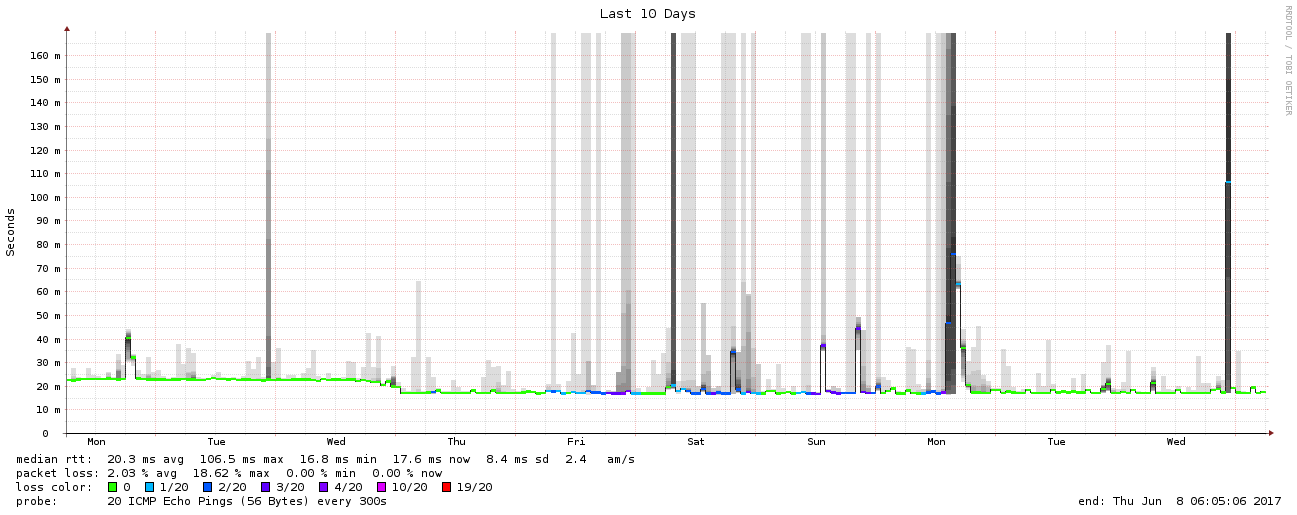 Last 10 Days
RRDTOOL / TOBI OETIKER
Seconds
160 m
150 m
140 m
130 m
120 m
110 m
100 m
90 m
80 m
70 m
60 m
50 m
40 m
30 m
20 m
10 m
0
Mon Tue Wed Thu Fri Sat Sun Mon Tue Wed
median rtt: 20.3 ms avg 106.5 ms max 16.8 ms min 17.6 ms now 8.4 ms sd 2.4 am/s
packet loss: 2.03 % avg 18.62 % max 0.00 % min 0.00 % now
loss color: 0 1/20 2/20 3/20 4/20 10/20 19/20
probe: 20 ICMP Echo Pings (56 Bytes) every 300s end: Thu Jun 8 06:05:06 2017